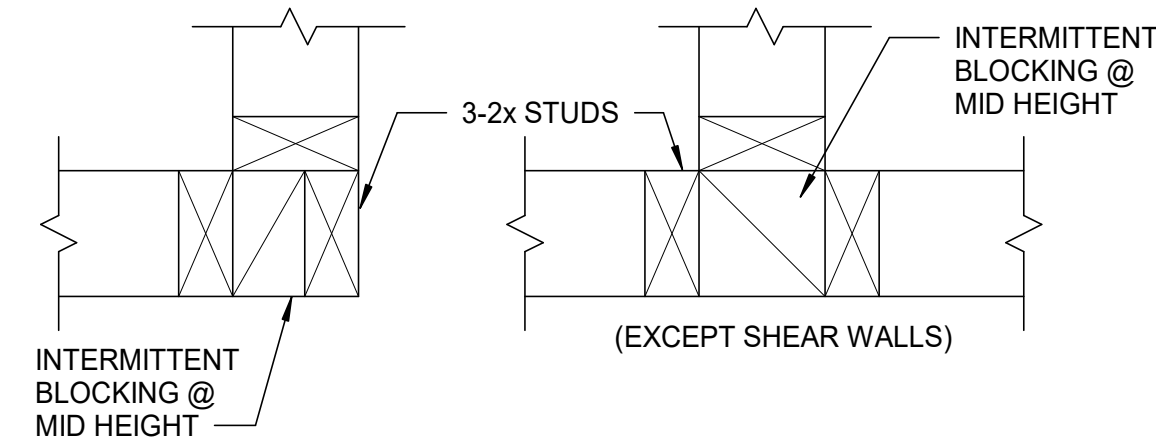 INTERMITTENT
BLOCKING @
MID HEIGHT
3-2x STUDS
(EXCEPT SHEAR WALLS)
INTERMITTENT
BLOCKING @
MID HEIGHT